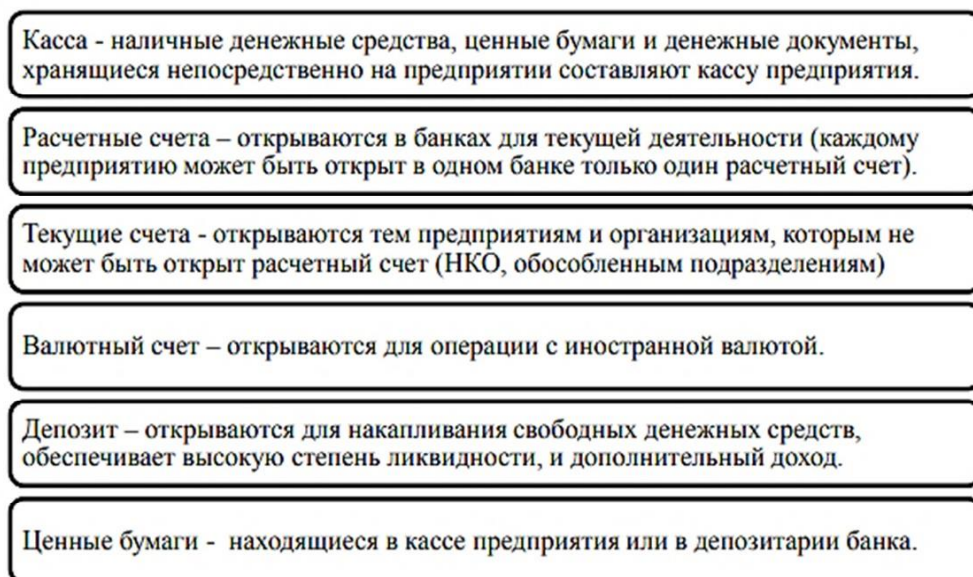 Касса - наличные денежные средства, ценные бумаги и денежные документы,
хранящиеся непосредственно на предприятии составляют кассу предприятия.
Расчетные счета – открываются в банках для текущей деятельности (каждому
предприятию может быть открыт в одном банке только один расчетный счет).
Текущие счета - открываются тем предприятиям и организациям, которым не
может быть открыт расчетный счет (НКО, обособленным подразделениям)
Валютный счет – открываются для операции с иностранной валютой.
Депозит – открываются для накапливания свободных денежных средств,
обеспечивает высокую степень ликвидности, и дополнительный доход.
Ценные бумаги - находящиеся в кассе предприятия или в депозитарии банка.